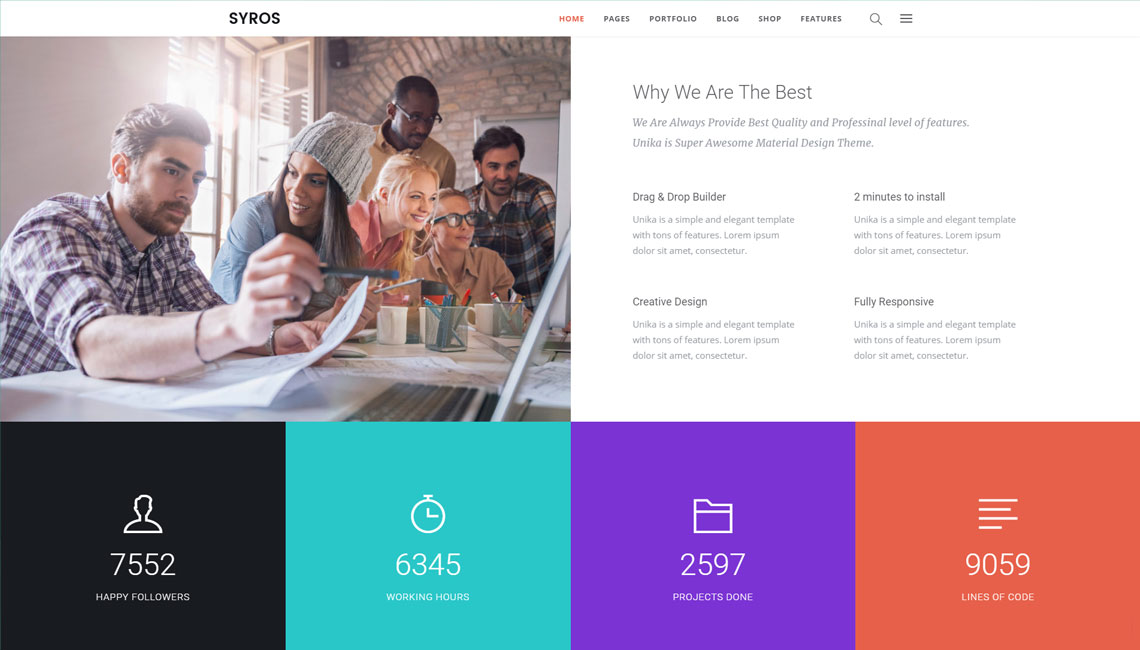 SYROS
HOME PAGES PORTFOLIO BLOG SHOP FEATURES
Why We Are The Best
We Are Always Provide Best Quality and Professinal level of features.
Unika is Super Awesome Material Design Theme.
Drag & Drop Builder
Unika is a simple and elegant template
with tons of features. Lorem ipsum
dolor sit amet, consectetur.
2 minutes to install
Unika is a simple and elegant template
with tons of features. Lorem ipsum
dolor sit amet, consectetur.
Creative Design
Unika is a simple and elegant template
with tons of features. Lorem ipsum
dolor sit amet, consectetur.
Fully Responsive
Unika is a simple and elegant template
with tons of features. Lorem ipsum
dolor sit amet, consectetur.
7552
HAPPY FOLLOWERS
6345
WORKING HOURS
2597
PROJECTS DONE
9059
LINES OF CODE